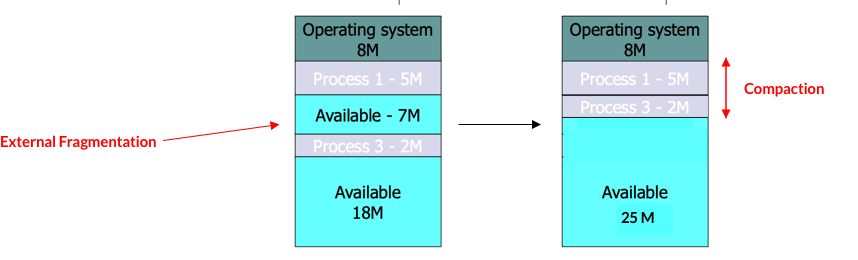 Operating system
8M
Process 1 - 5M
Available - 7M
Process 3 - 2M
Available
18M
External Fragmentation
Operating system
8M
Process 1 - 5M
Process 3 - 2M
Available
25 M
Compaction